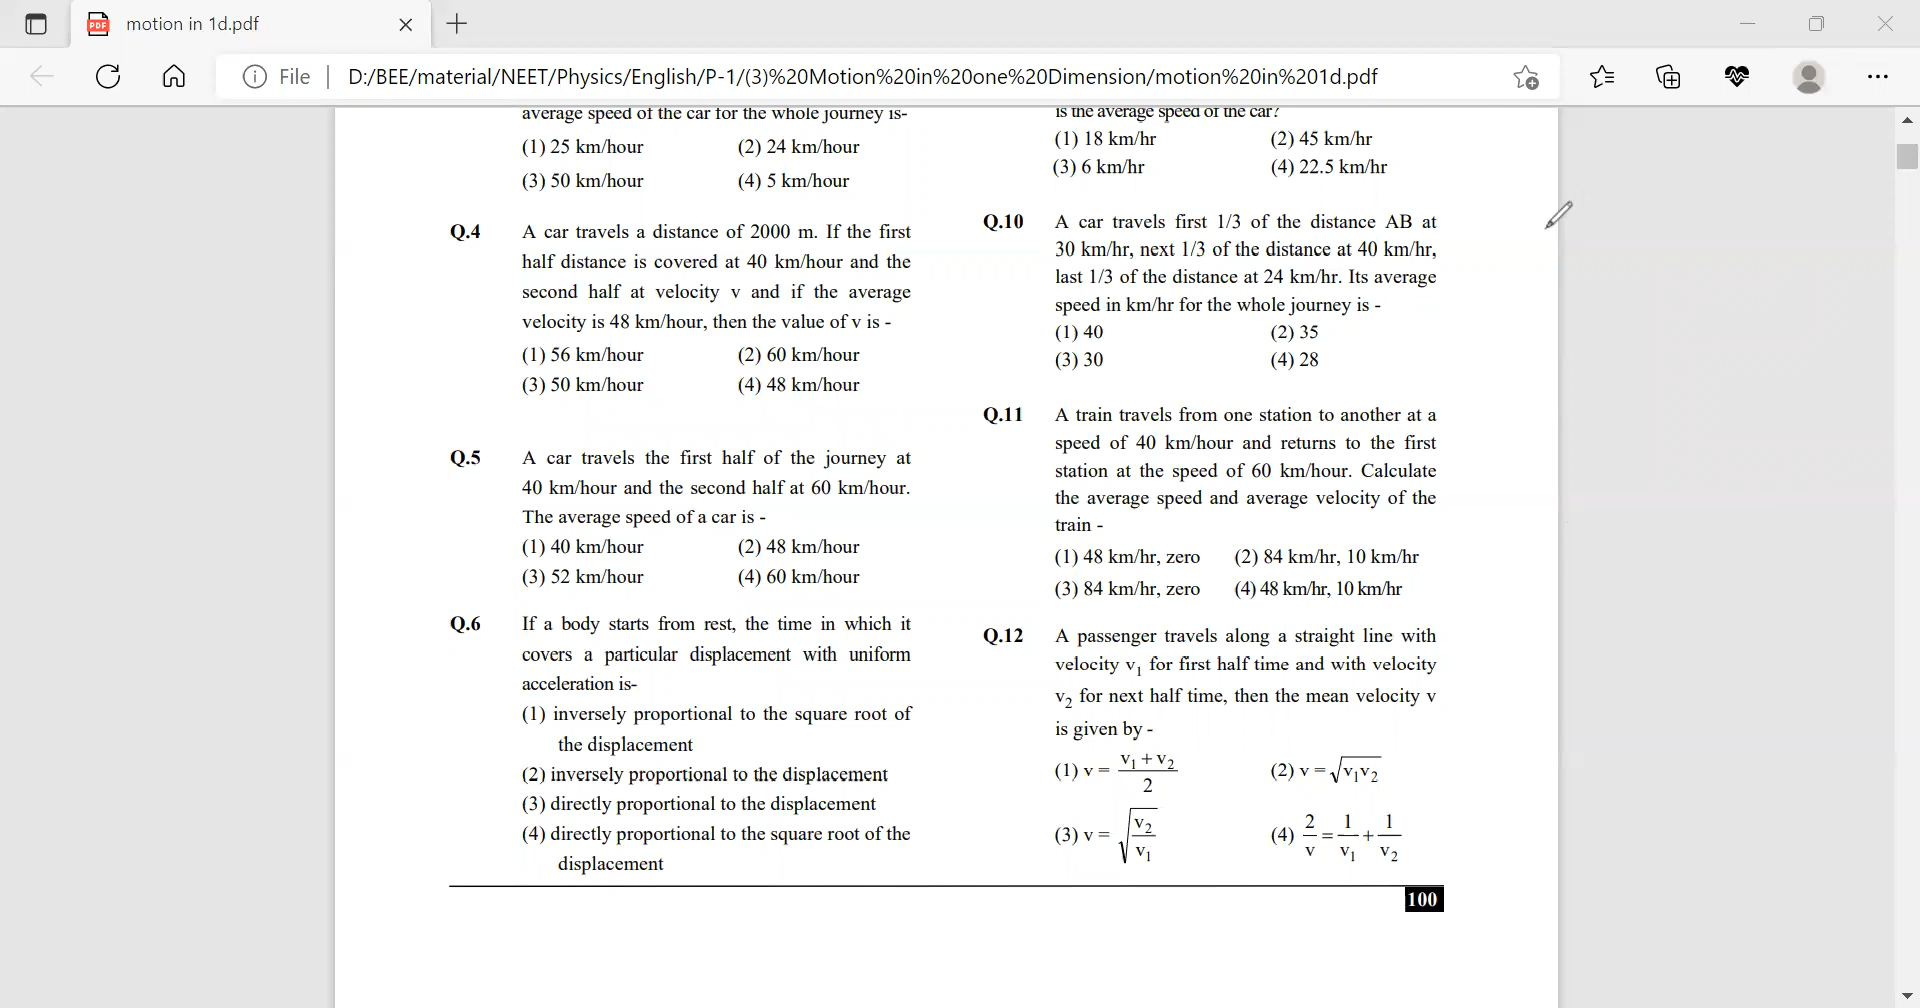 motion in 1d.pdf
File | D:/BEE/material/NEET/Physics/English/P-1/(3)%20Motion%20in%20one%20Dimension/motion%20in%201d.pdf
average speed of the car for the whole journey is-
(1) 25 km/hour (2) 24 km/hour
(3) 50 km/hour (4) 5 km/hour
Q.4 A car travels a distance of 2000 m. If the first
half distance is covered at 40 km/hour and the
second half at velocity v and if the average
velocity is 48 km/hour, then the value of v is -
(1) 56 km/hour (2) 60 km/hour
(3) 50 km/hour (4) 48 km/hour
Q.5 A car travels the first half of the journey at
40 km/hour and the second half at 60 km/hour.
The average speed of a car is -
(1) 40 km/hour (2) 48 km/hour
(3) 52 km/hour (4) 60 km/hour
Q.6 If a body starts from rest, the time in which it
covers a particular displacement with uniform
acceleration is-
(1) inversely proportional to the square root of
the displacement
(2) inversely proportional to the displacement
(3) directly proportional to the displacement
(4) directly proportional to the square root of the
displacement
is the average speed of the car?
(1) 18 km/hr (2) 45 km/hr
(3) 6 km/hr (4) 22.5 km/hr
Q.10 A car travels first 1/3 of the distance AB at
30 km/hr, next 1/3 of the distance at 40 km/hr,
last 1/3 of the distance at 24 km/hr. Its average
speed in km/hr for the whole journey is -
(1) 40 (2) 35
(3) 30 (4) 28
Q.11 A train travels from one station to another at a
speed of 40 km/hour and returns to the first
station at the speed of 60 km/hour. Calculate
the average speed and average velocity of the
train -
(1) 48 km/hr, zero (2) 84 km/hr, 10 km/hr
(3) 84 km/hr, zero (4) 48 km/hr, 10 km/hr
Q.12 A passenger travels along a straight line with
velocity v₁ for first half time and with velocity
v₂ for next half time, then the mean velocity v
is given by -
(1) v = (v₁ + v₂)/2 (2) v = √(v₁v₂)
(3) v = √(v₂/v₁) (4) 2/v = 1/v₁ + 1/v₂
100